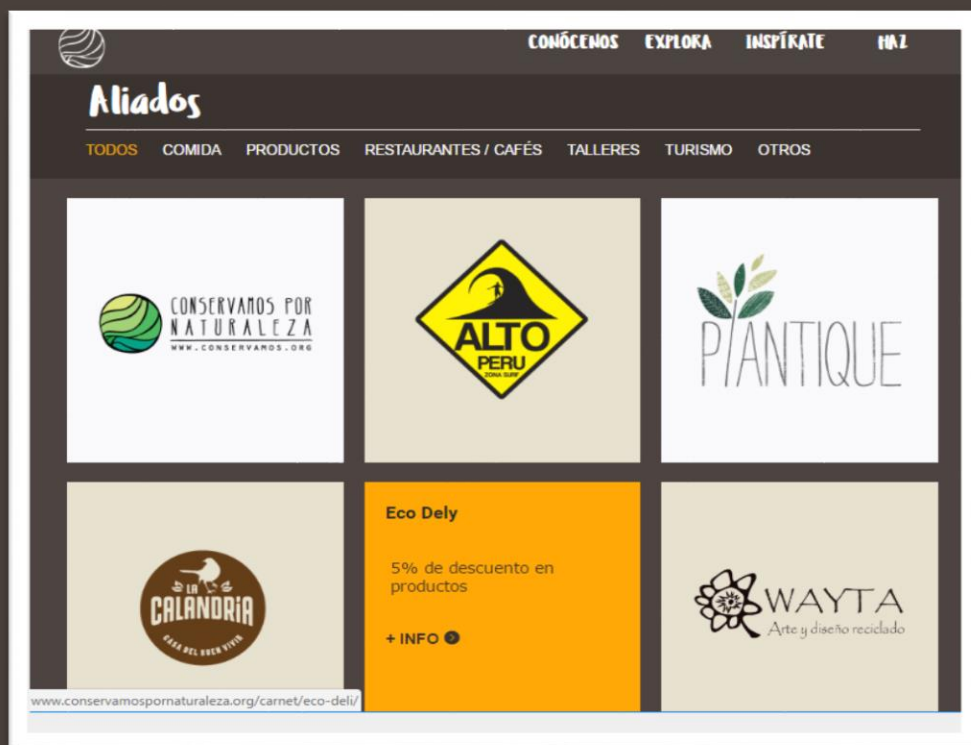 CONÓCENOS EXPLORA INSPÍRATE HAZ
Aliados
TODOS COMIDA PRODUCTOS RESTAURANTES / CAFÉS TALLERES TURISMO OTROS
CONSERVAMOS POR
NATURALEZA
WWW.CONSERVAMOS.ORG
ALTO
PERU
ZONA SURF
PLANTIQUE
LA
CALANDRIA
CASA DEL BUEN VIVIR
Eco Dely
5% de descuento en
productos
+ INFO
WAYTA
Arte y diseño reciclado
www.conservamospornaturaleza.org/carnet/eco-deli/